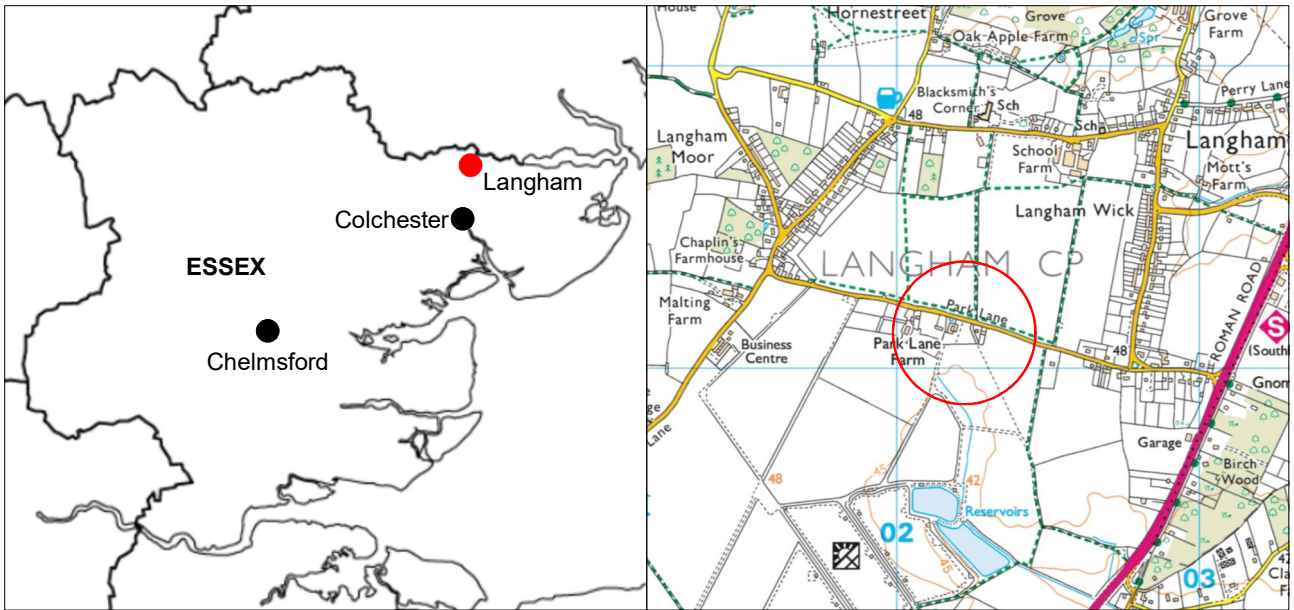 Langham
Colchester
ESSEX
Chelmsford
House
Hornestreet
Grove
Oak Apple Farm
Spr
Grove
Farm
Blacksmith's
Corner
Sch
48
Perry Lane
Langham
Moor
Sch
School
Farm
Langham
Mott's
Farm
Langham Wick
Chaplin's
Farmhouse
LANGHAM CP
ROMAN ROAD
Malting
Farm
Park Lane
Park Lane
Farm
Business
Centre
48
S
(South
Gnom
Lane
Garage
45
48
42
Birch
Wood
Reservoirs
02
45
03
42
Cla
F